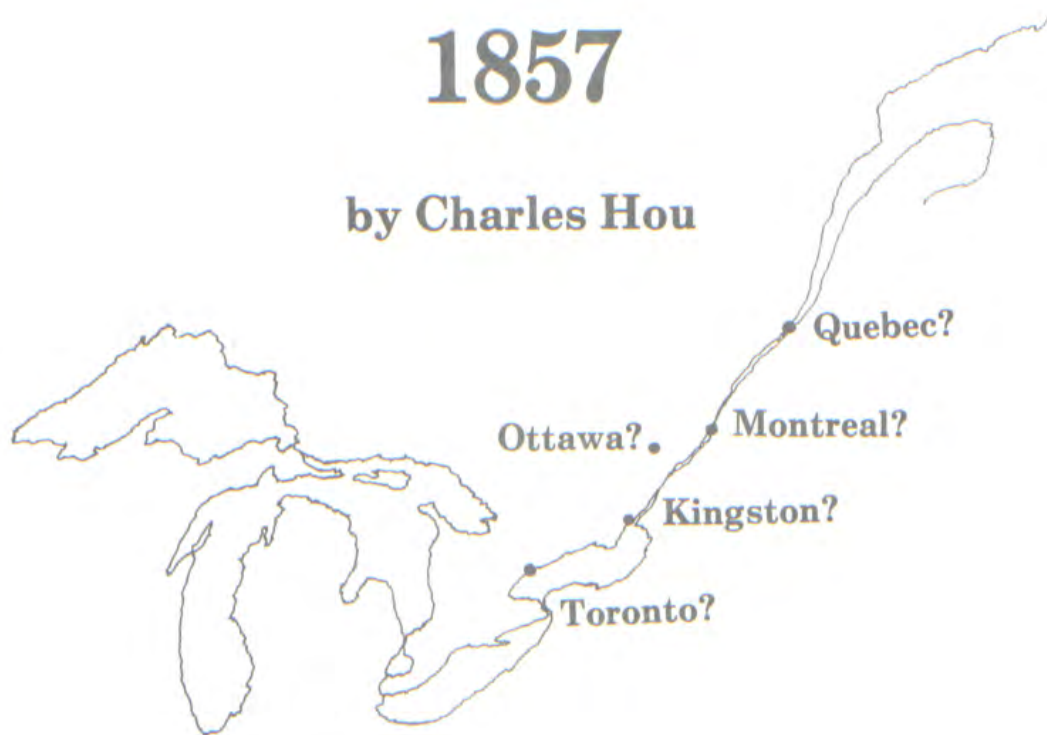 1857
by Charles Hou
Quebec?
Ottawa?
Montreal?
Kingston?
Toronto?